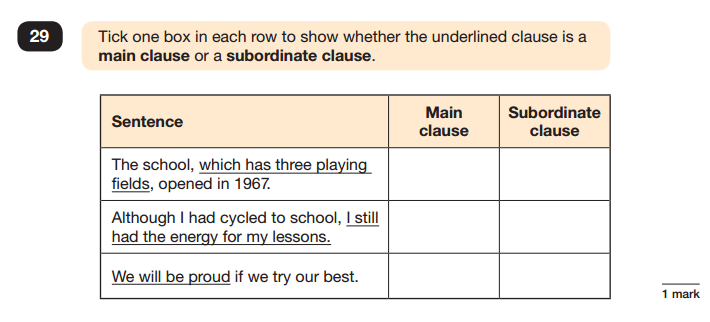 29
Tick one box in each row to show whether the underlined clause is a
main clause or a subordinate clause.
Sentence
Main
clause
Subordinate
clause
The school, which has three playing
fields, opened in 1967.
Although I had cycled to school, I still
had the energy for my lessons.
We will be proud if we try our best.
1 mark